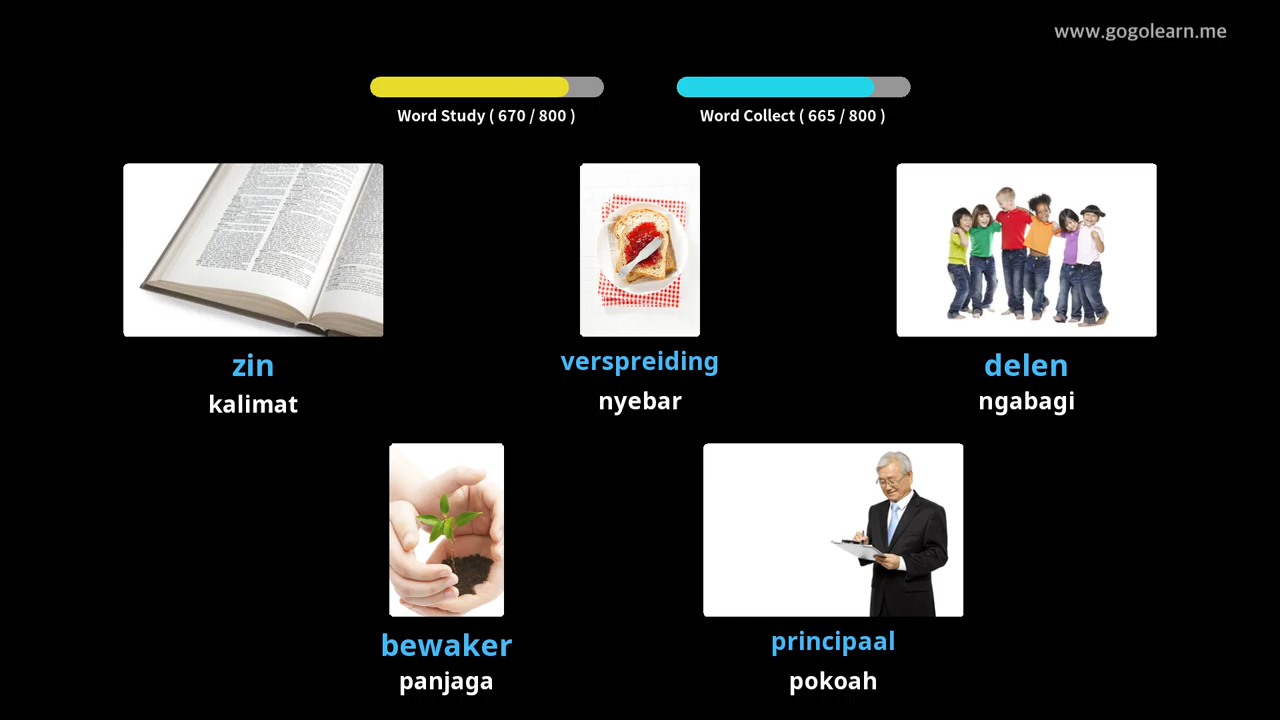 www.gogolearn.me
Word Study ( 670 / 800 )
Word Collect ( 665 / 800 )
zin
kalimat
verspreiding
nyebar
delen
ngabagi
bewaker
panjaga
principaal
pokoah